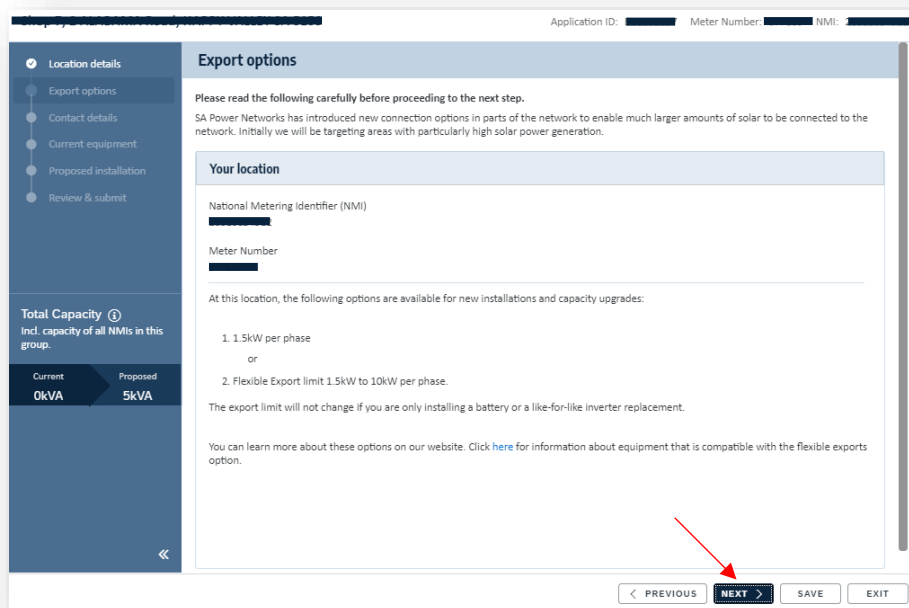 Application ID: Meter Number: NMI:
Location details
Export options
Contact details
Current equipment
Proposed installation
Review & submit
Total Capacity
Incl. capacity of all NMIs in this
group.
Current Proposed
0kVA 5kVA
Export options
Please read the following carefully before proceeding to the next step.
SA Power Networks has introduced new connection options in parts of the network to enable much larger amounts of solar to be connected to the
network. Initially we will be targeting areas with particularly high solar power generation.
Your location
National Metering Identifier (NMI)
Meter Number
At this location, the following options are available for new installations and capacity upgrades:
1. 1.5kW per phase
or
2. Flexible Export limit 1.5kW to 10kW per phase.
The export limit will not change if you are only installing a battery or a like-for-like inverter replacement.
You can learn more about these options on our website. Click here for information about equipment that is compatible with the flexible exports
option.
PREVIOUS NEXT SAVE EXIT